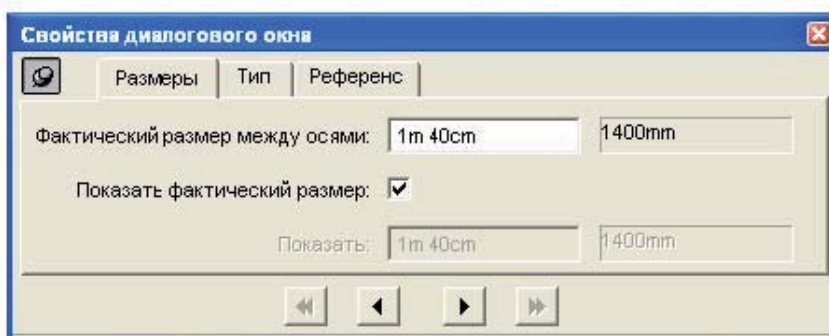 Свойства диалогового окна
Размеры Тип Референс
Фактический размер между осями: 1m 40cm 1400mm
Показать фактический размер:
Показать: 1m 40cm 1400mm